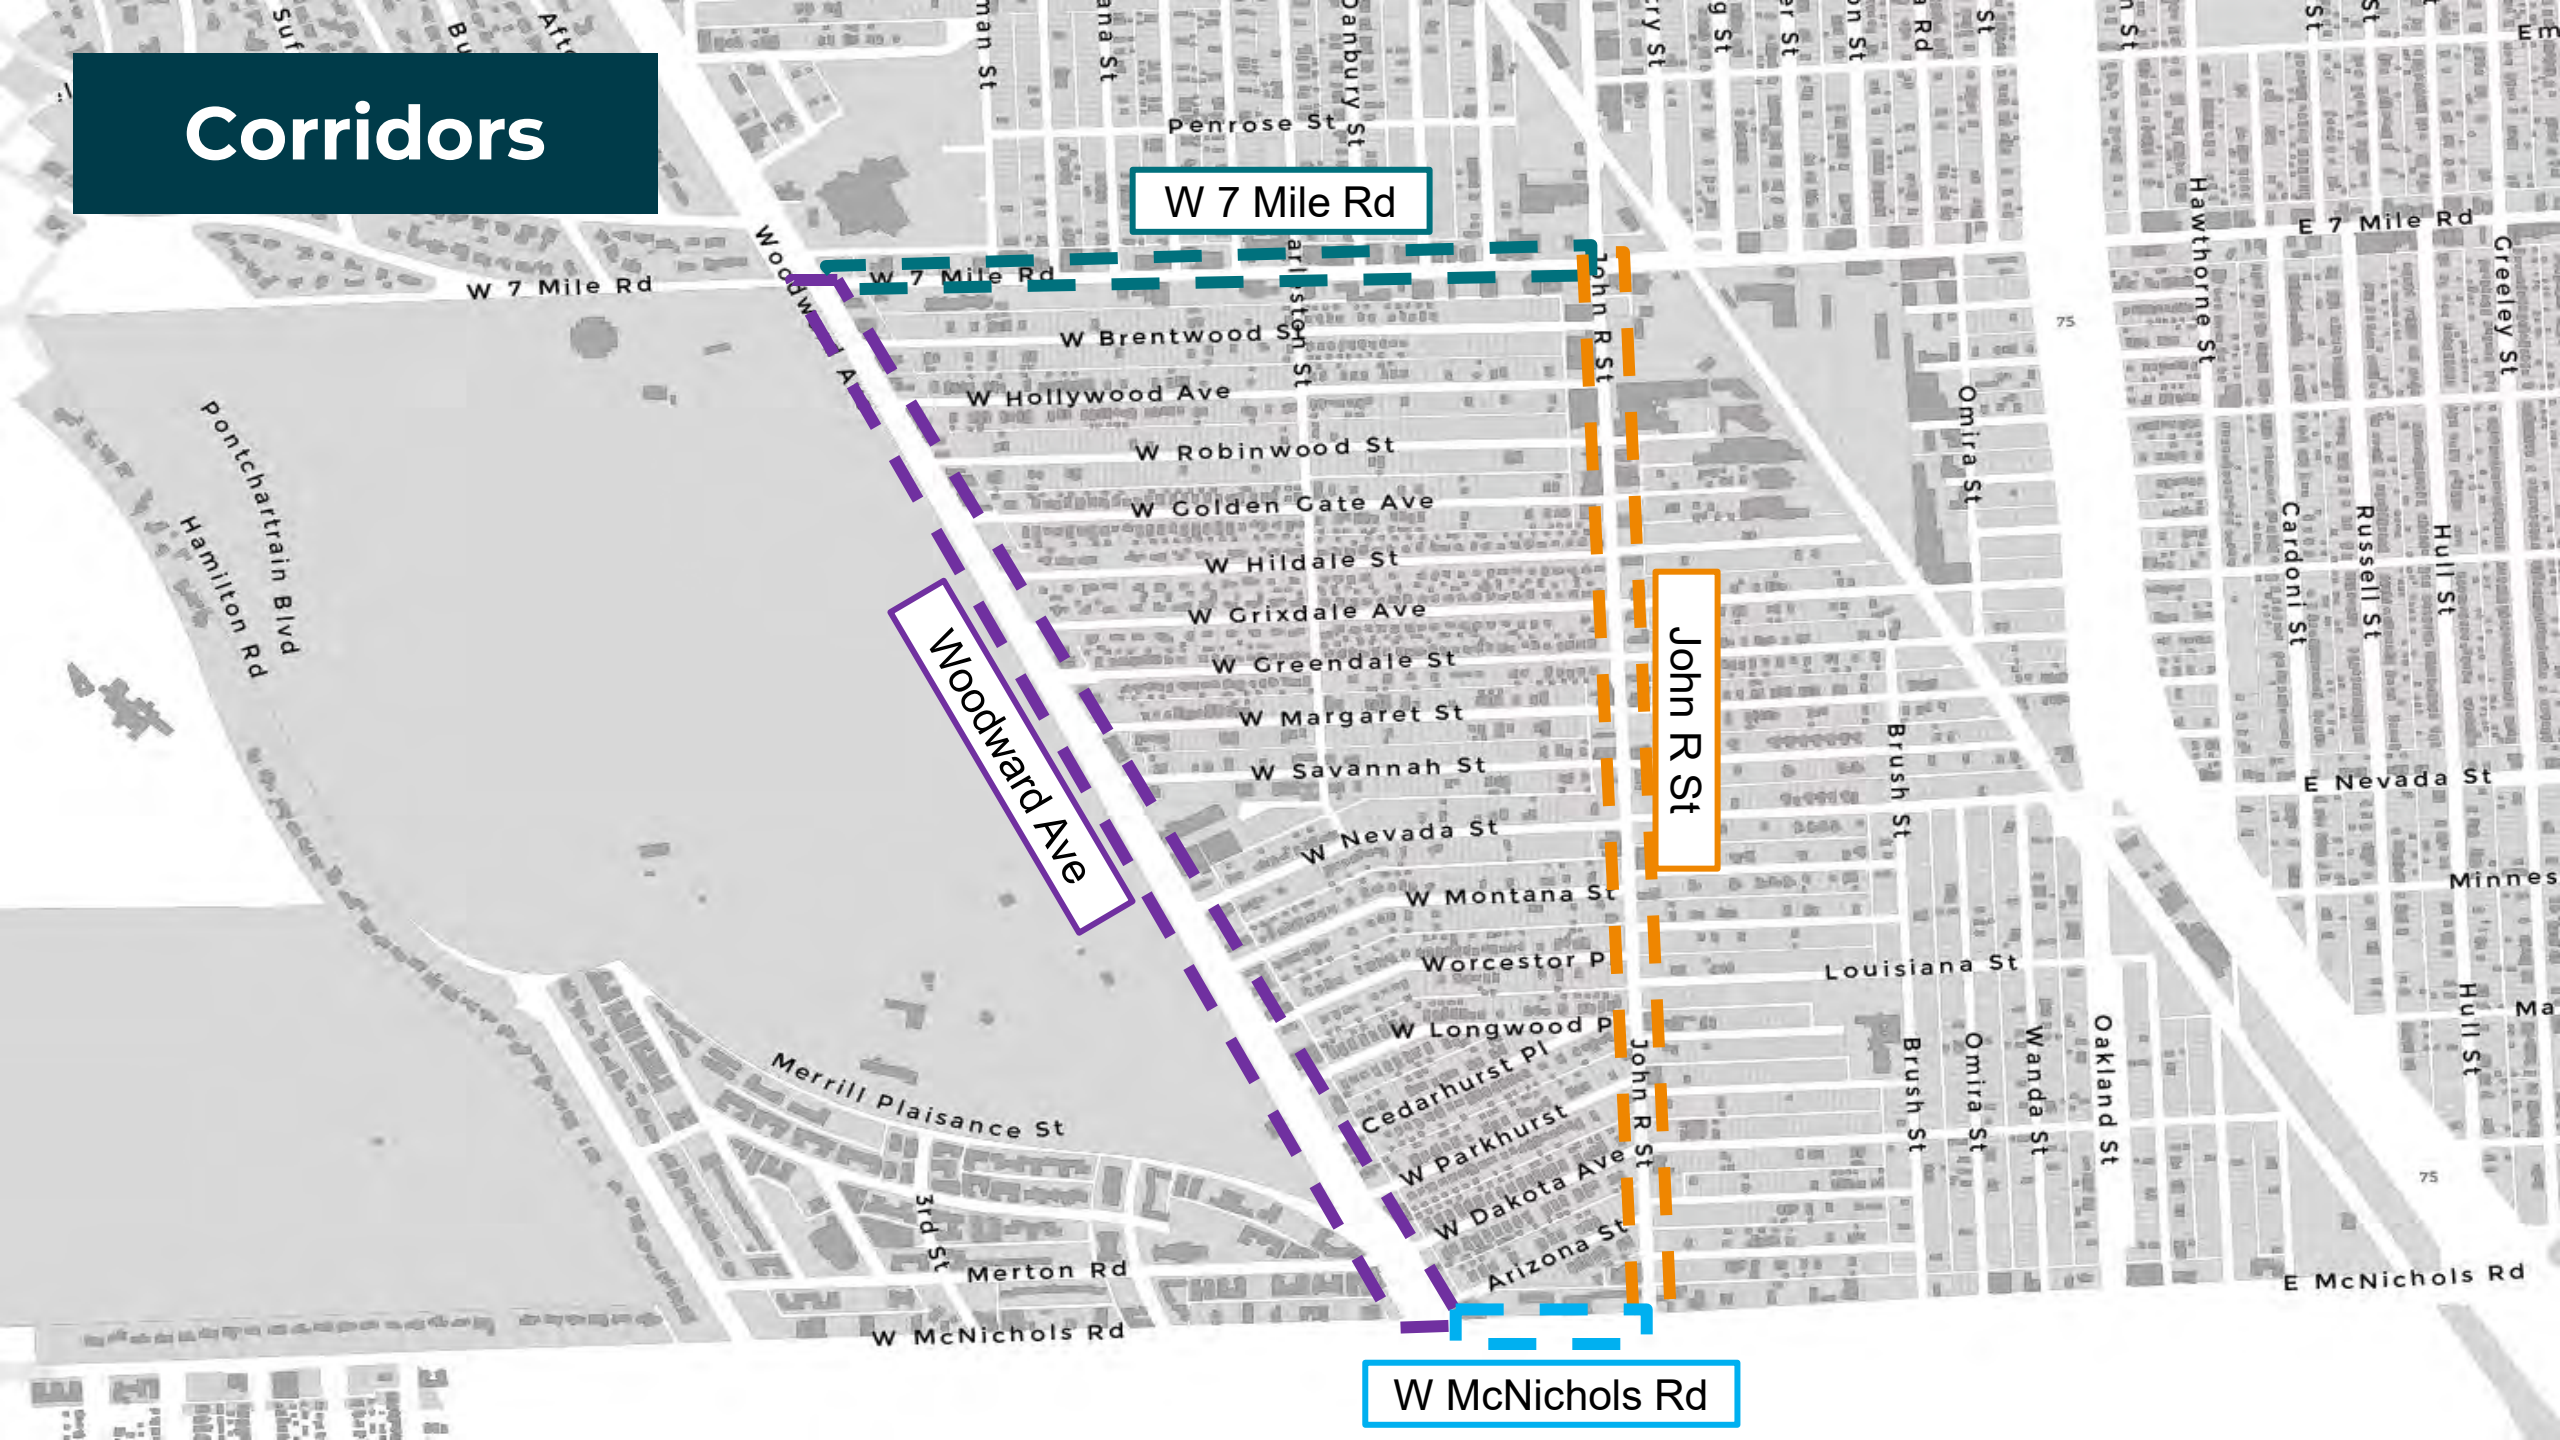 Corridors
Penrose St
W 7 Mile Rd
W 7 Mile Rd
W 7 Mile Rd
E 7 Mile Rd
Danbury St
Hawthorne St
Greeley St
John R St
W Brentwood St
W Hollywood Ave
W Robinwood St
W Golden Gate Ave
W Hildale St
W Grixdale Ave
W Greendale St
W Margaret St
W Savannah St
W Nevada St
W Montana St
Worcestor P
W Longwood P
Cedarhurst Pl
W Parkhurst
W Dakota Ave
Arizona St
Woodward Ave
John R St
John R St
Pontchartrain Blvd
Hamilton Rd
Omira St
75
Cardoni St
Russell St
Hull St
Brush St
E Nevada St
Minnes
Louisiana St
Ma
Brush St
Omira St
Wanda St
Oakland St
Hull St
75
Merrill Plaisance St
3rd St
Merton Rd
W McNichols Rd
E McNichols Rd
W McNichols Rd